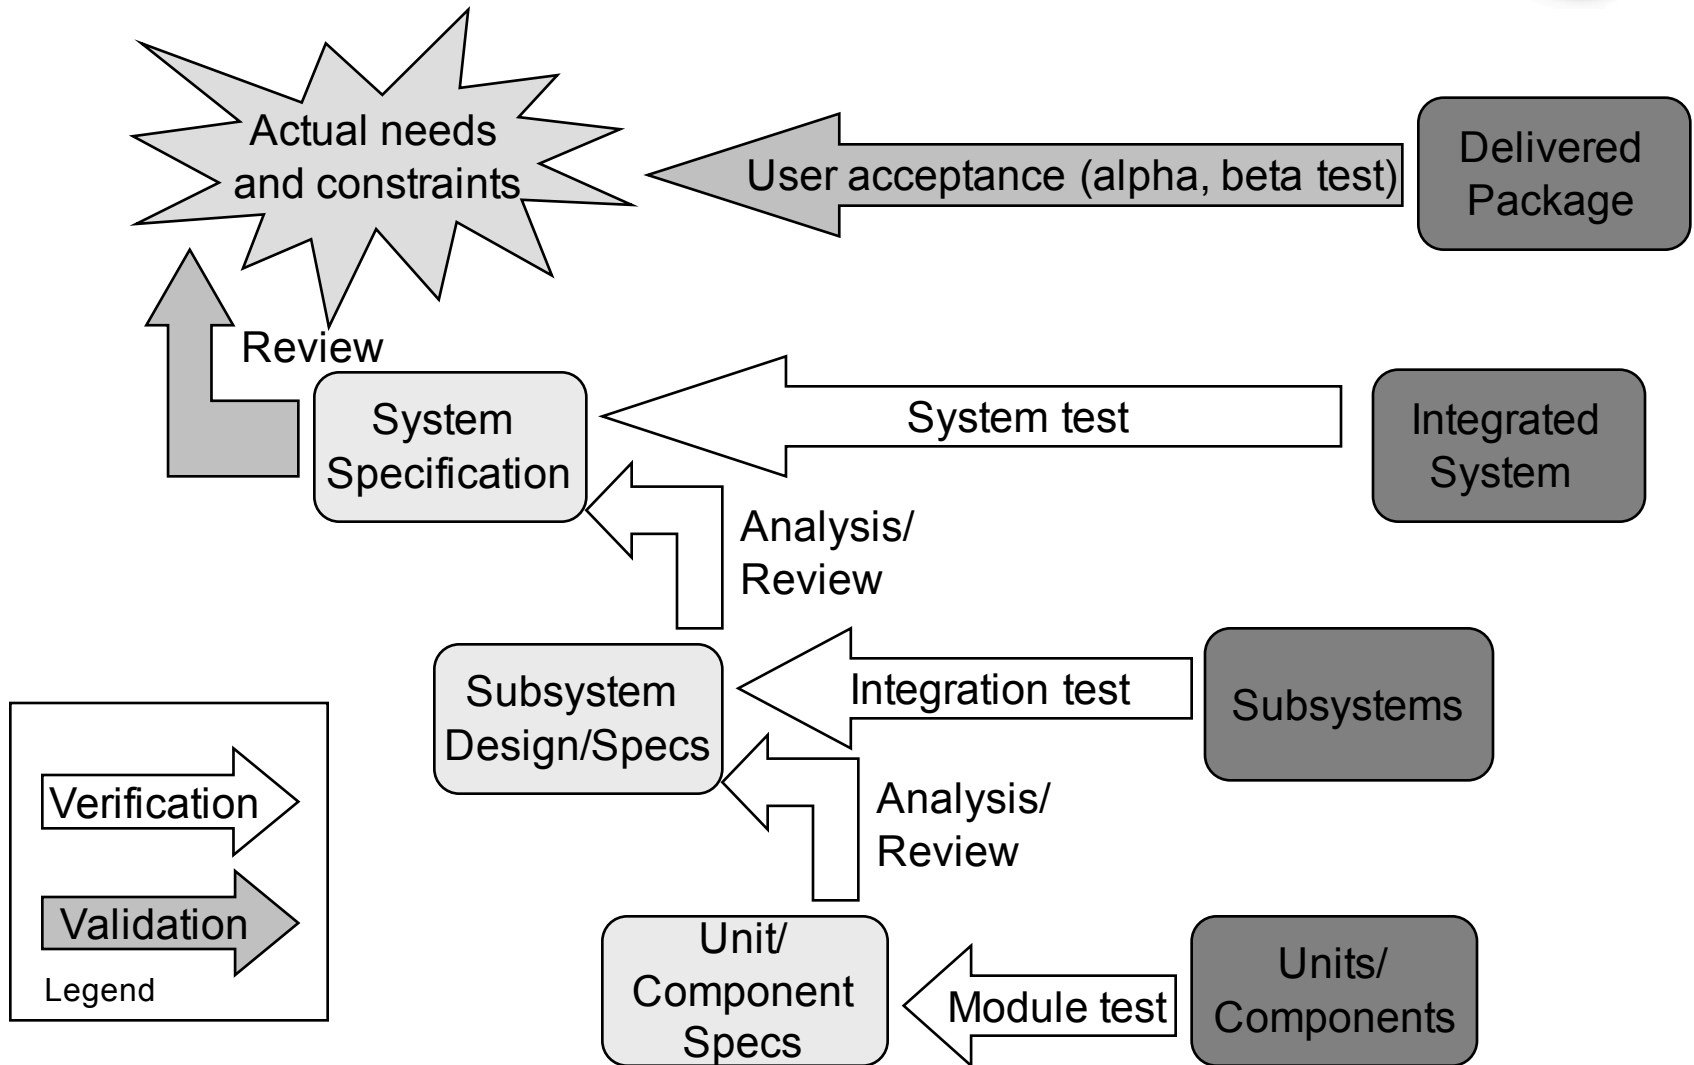 Actual needs
and constraints
User acceptance (alpha, beta test)
Delivered
Package
Review
System
Specification
System test
Integrated
System
Analysis/
Review
Subsystem
Design/Specs
Integration test
Subsystems
Verification
Validation
Legend
Analysis/
Review
Unit/
Component
Specs
Module test
Units/
Components